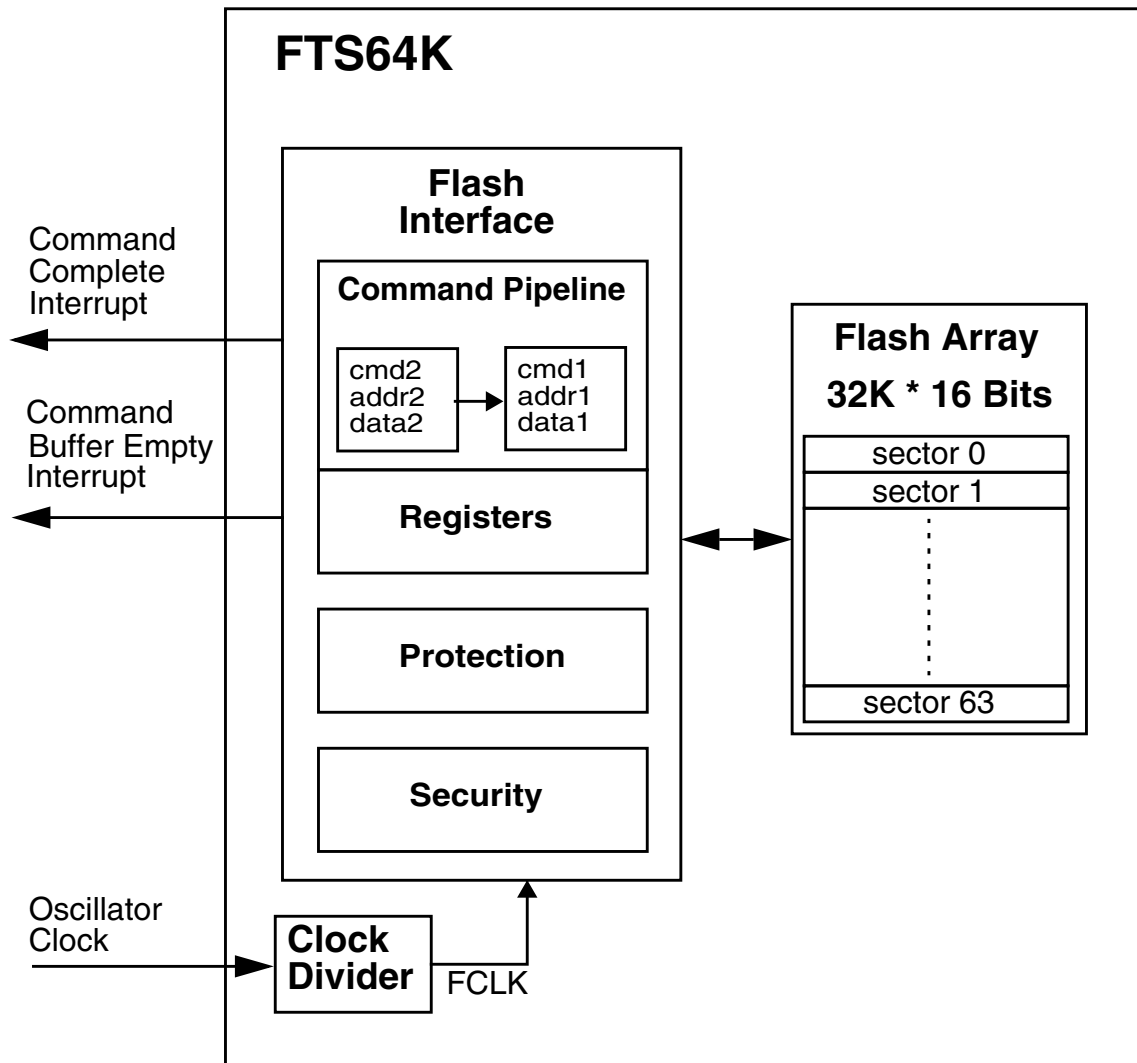 FTS64K
Flash
Interface
Command
Complete
Interrupt
Command Pipeline
cmd2
addr2
data2
cmd1
addr1
data1
Command
Buffer Empty
Interrupt
Registers
Protection
Security
Flash Array
32K * 16 Bits
sector 0
sector 1
sector 63
Oscillator
Clock
Clock
Divider
FCLK